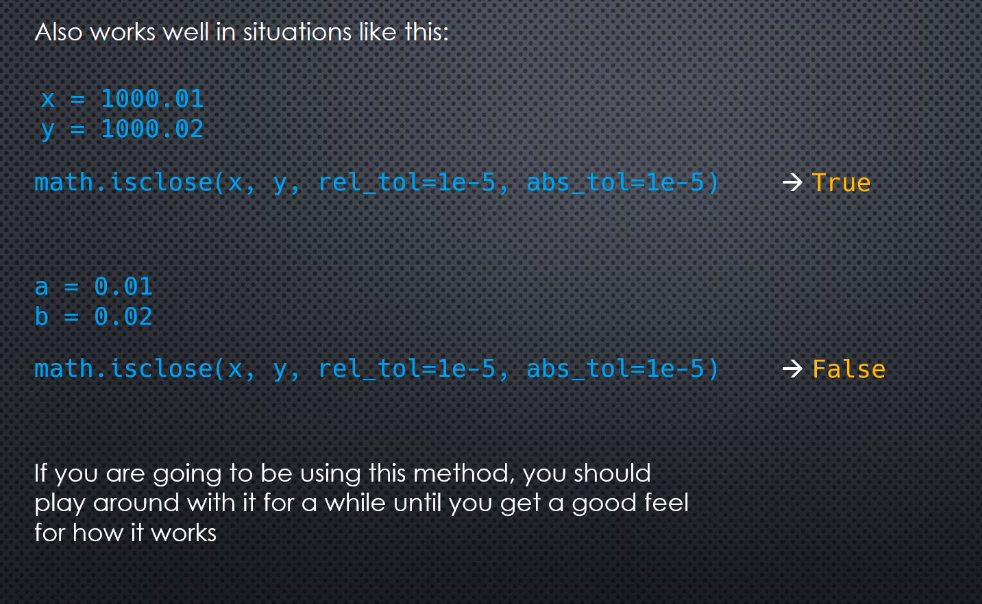 Also works well in situations like this:
x = 1000.01
y = 1000.02
math.isclose(x, y, rel_tol=1e-5, abs_tol=1e-5) → True
a = 0.01
b = 0.02
math.isclose(x, y, rel_tol=1e-5, abs_tol=1e-5) → False
If you are going to be using this method, you should
play around with it for a while until you get a good feel
for how it works